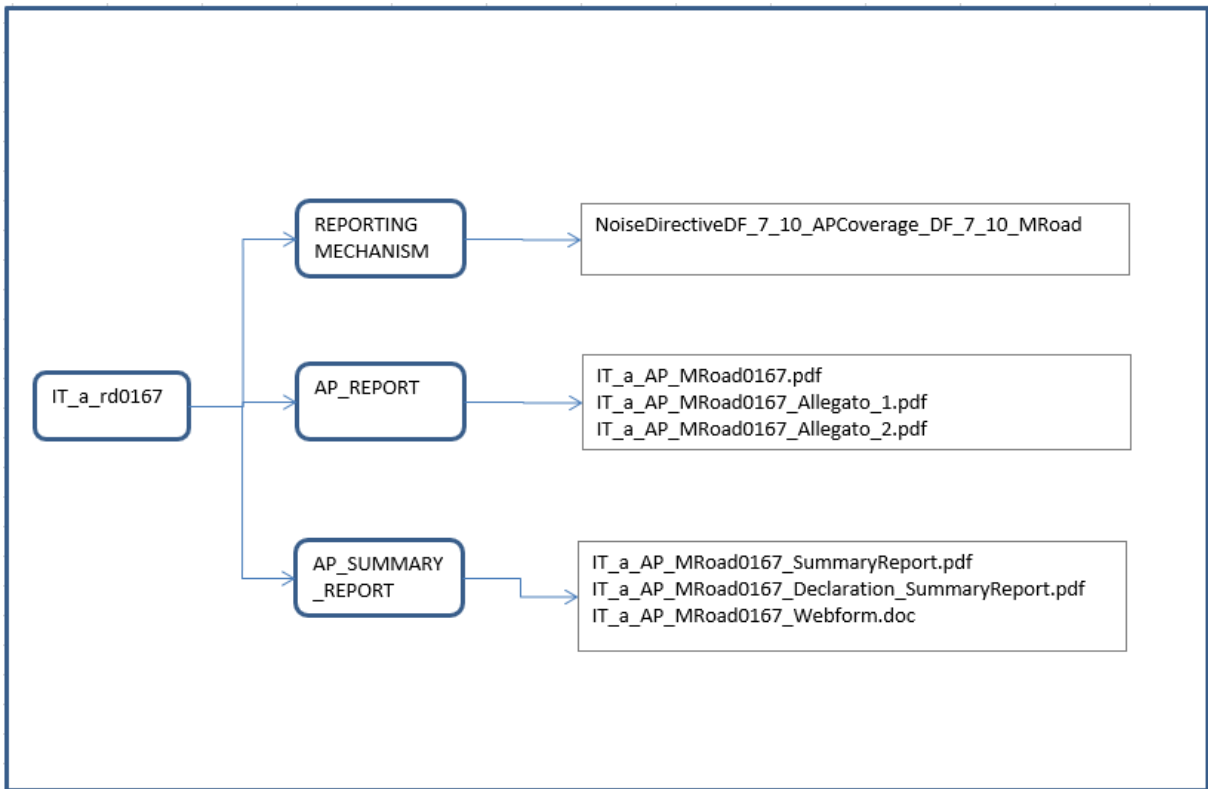 REPORTING
MECHANISM
NoiseDirectiveDF_7_10_APCoverage_DF_7_10_MRoad
IT_a_rd0167
AP_REPORT
IT_a_AP_MRoad0167.pdf
IT_a_AP_MRoad0167_Allegato_1.pdf
IT_a_AP_MRoad0167_Allegato_2.pdf
AP_SUMMARY
_REPORT
IT_a_AP_MRoad0167_SummaryReport.pdf
IT_a_AP_MRoad0167_Declaration_SummaryReport.pdf
IT_a_AP_MRoad0167_Webform.doc